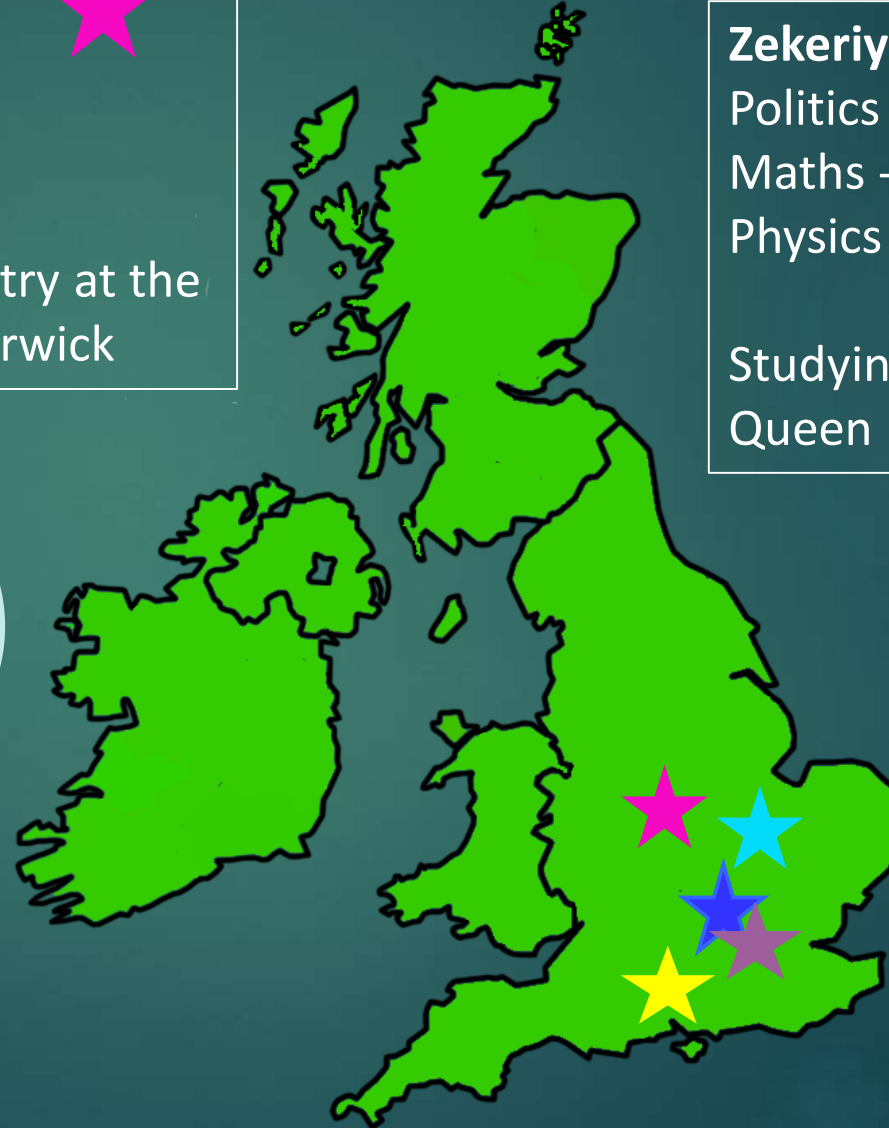 try at the
rwick
Zekeriy
Politics
Maths -
Physics
Studyin
Queen